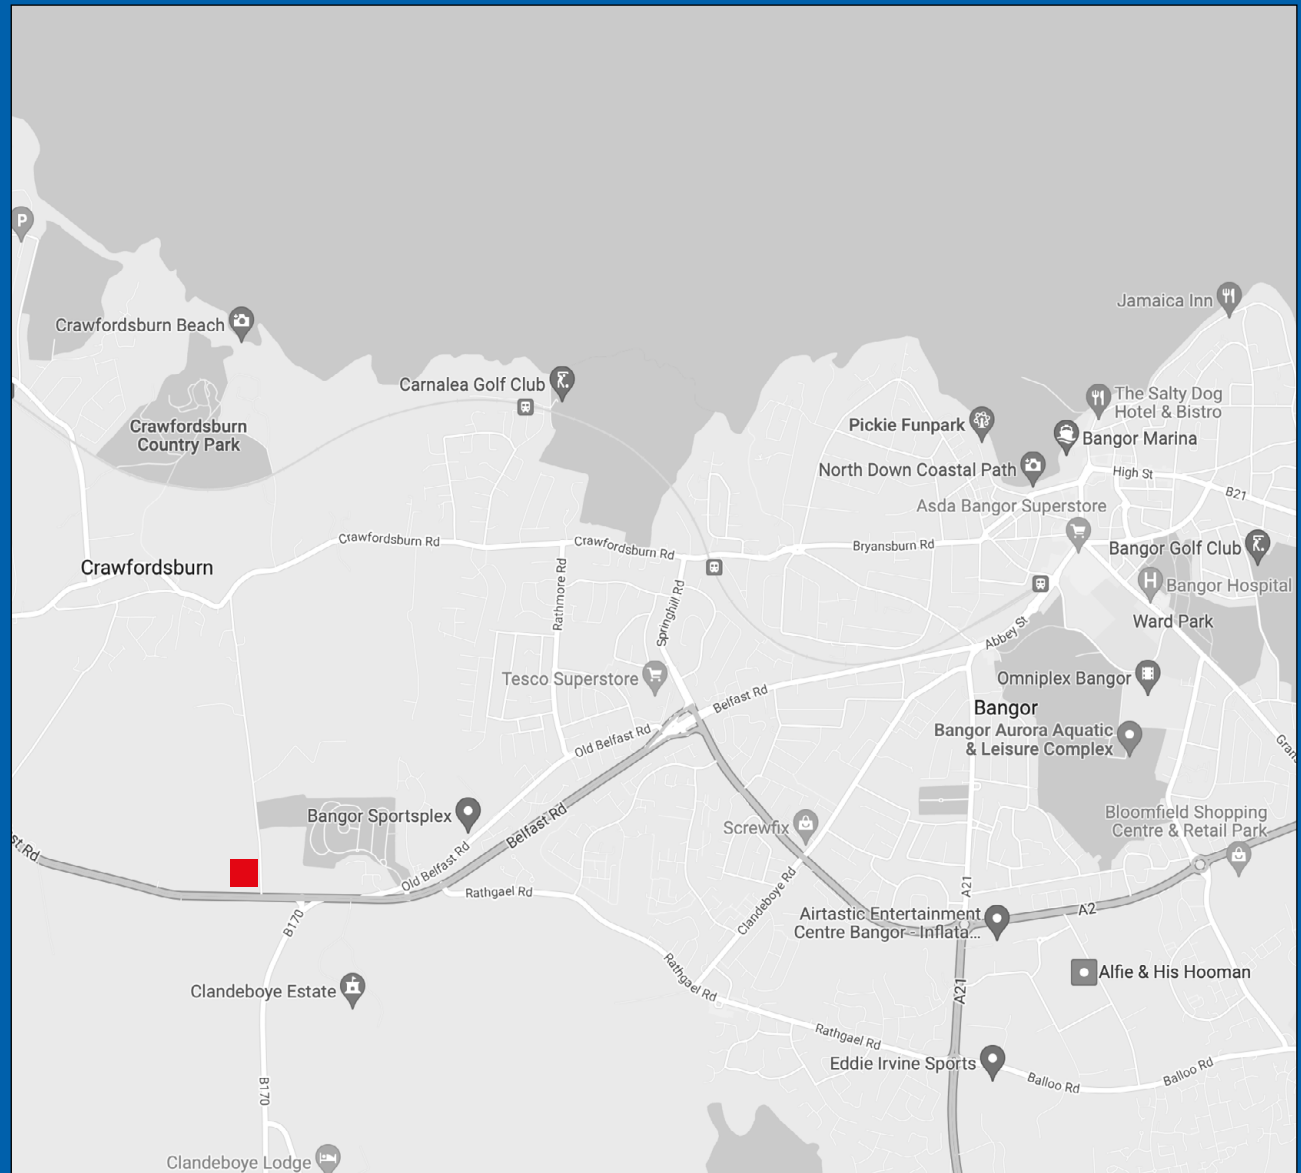 P
Jamaica Inn
Crawfordsburn Beach
Carnalea Golf Club
The Salty Dog
Hotel & Bistro
Crawfordsburn
Country Park
Pickie Funpark
Bangor Marina
North Down Coastal Path
High St
B21
Asda Bangor Superstore
Crawfordsburn Rd
Crawfordsburn Rd
Bryansburn Rd
Bangor Golf Club
Crawfordsburn
H
Bangor Hospital
Rathmore Rd
Springhill Rd
Ward Park
Abbey St
Tesco Superstore
Omniplex Bangor
Belfast Rd
Bangor
Old Belfast Rd
Bangor Aurora Aquatic
& Leisure Complex
Gran
Bangor Sportsplex
Belfast Rd
Screwfix
Bloomfield Shopping
Centre & Retail Park
st Rd
Old Belfast Rd
Rathgael Rd
Clandeboye Rd
A21
A2
B170
Airtastic Entertainment
Centre Bangor - Inflata...
Rathgael Rd
Alfie & His Hooman
Clandeboye Estate
A21
Rathgael Rd
Eddie Irvine Sports
Balloo Rd
Balloo Rd
B170
Clandeboye Lodge